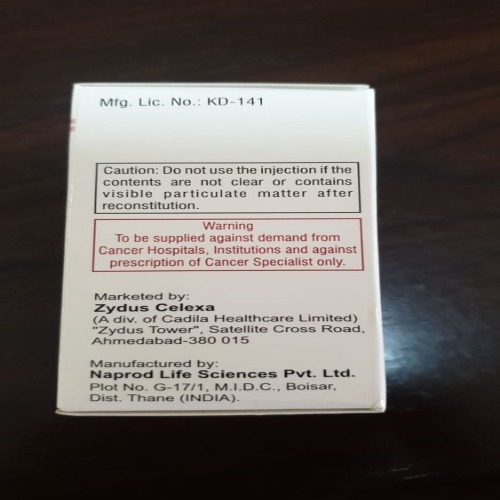 Mfg. Lic. No.: KD-141
Caution: Do not use the injection if the
contents are not clear or contains
visible particulate matter after
reconstitution.
Warning
To be supplied against demand from
Cancer Hospitals, Institutions and against
prescription of Cancer Specialist only.
Marketed by:
Zydus Celexa
(A div. of Cadila Healthcare Limited)
"Zydus Tower", Satellite Cross Road,
Ahmedabad-380 015
Manufactured by:
Naprod Life Sciences Pvt. Ltd.
Plot No. G-17/1, M.I.D.C., Boisar,
Dist. Thane (INDIA).